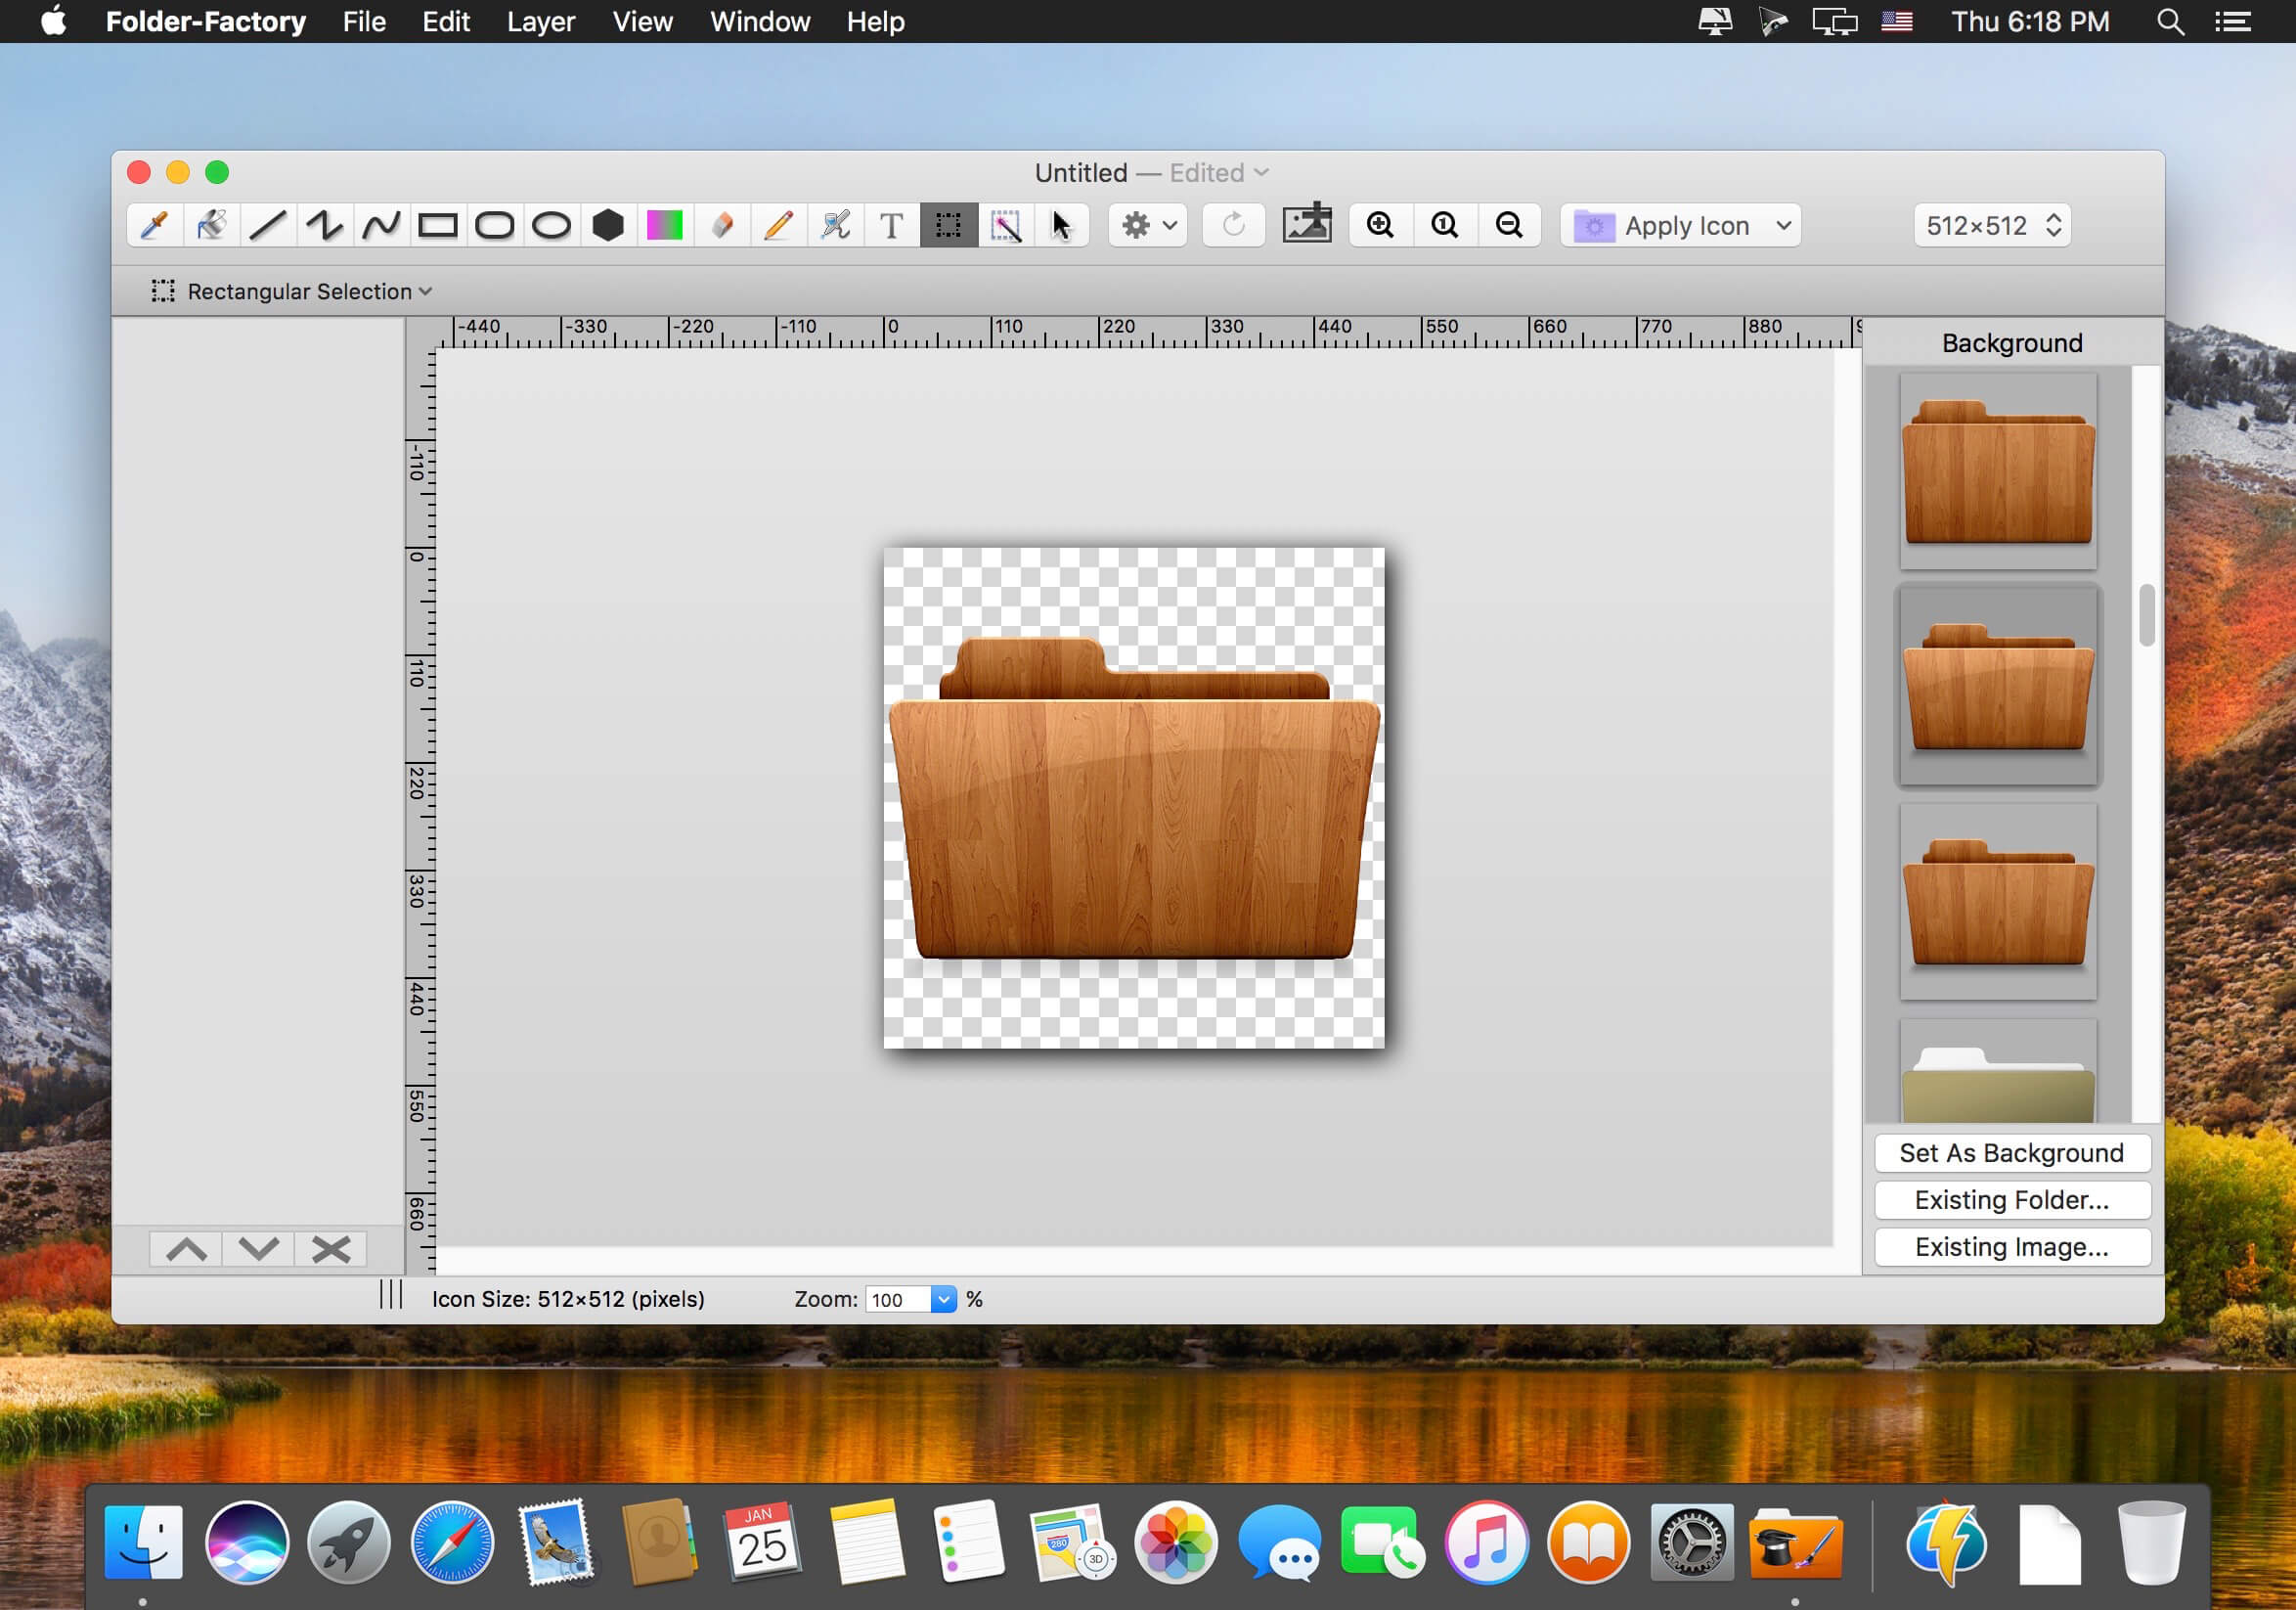 Folder-Factory File Edit Layer View Window Help Thu 6:18 PM
Untitled — Edited
T Apply Icon 512×512
Rectangular Selection
-440 -330 -220 -110 0 110 220 330 440 550 660 770 880
Background
-110
0
110
220
330
440
550
660
Set As Background
Existing Folder...
Existing Image...
Icon Size: 512×512 (pixels) Zoom: 100 %
JAN
25
280
3D